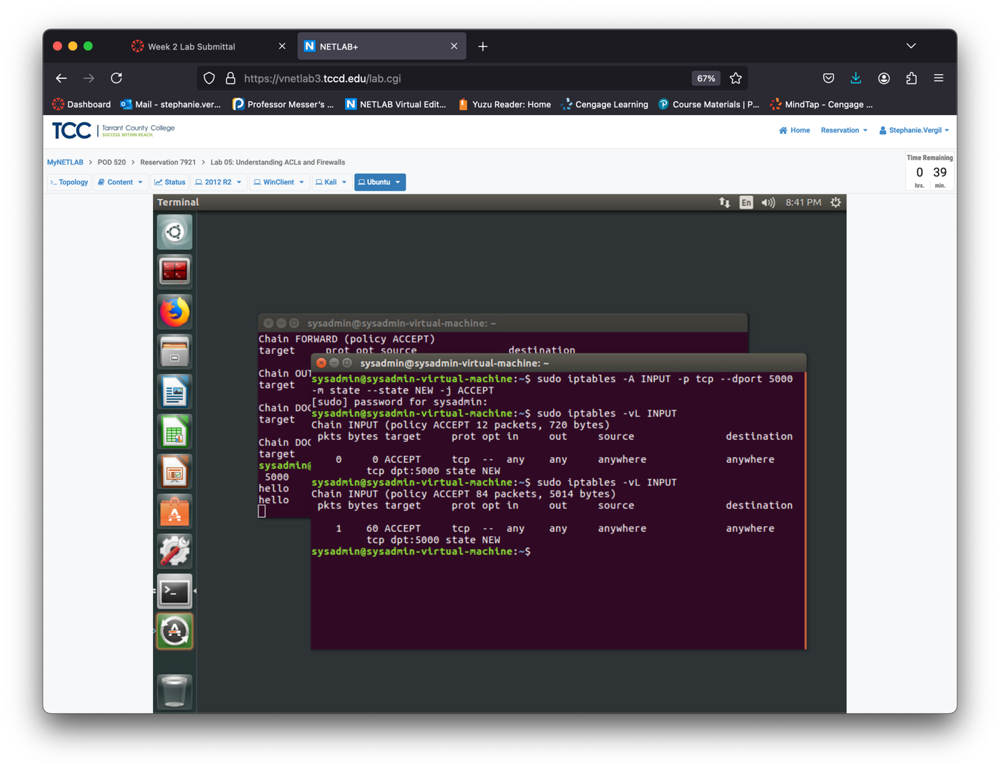 Week 2 Lab Submittal
NETLAB+
https://vnetlab3.tccd.edu/lab.cgi
67%
Dashboard
Mail - stephanie.ver...
Professor Messer's ...
NETLAB Virtual Edit...
Yuzu Reader: Home
Cengage Learning
Course Materials | P...
MindTap - Cengage ...
TCC Tarrant County College
SUCCESS WITHIN REACH.
Home Reservation Stephanie.Vergil
MyNETLAB > POD 520 > Reservation 7921 > Lab 05: Understanding ACLs and Firewalls
Time Remaining
0 39
hrs. min.
Topology Content Status 2012 R2 WinClient Kali Ubuntu
Terminal
En 8:41 PM
sysadmin@sysadmin-virtual-machine: ~
Chain FORWARD (policy ACCEPT)
target prot opt source destination
Chain OUT
target
Chain DOC
target
Chain DOC
target
sysadmin@
5000
hello
hello
sysadmin@sysadmin-virtual-machine: ~
sysadmin@sysadmin-virtual-machine:~$ sudo iptables -A INPUT -p tcp --dport 5000
-m state --state NEW -j ACCEPT
[sudo] password for sysadmin:
sysadmin@sysadmin-virtual-machine:~$ sudo iptables -vL INPUT
Chain INPUT (policy ACCEPT 12 packets, 720 bytes)
pkts bytes target prot opt in out source destination
0 0 ACCEPT tcp -- any any anywhere anywhere
tcp dpt:5000 state NEW
sysadmin@sysadmin-virtual-machine:~$ sudo iptables -vL INPUT
Chain INPUT (policy ACCEPT 84 packets, 5014 bytes)
pkts bytes target prot opt in out source destination
1 60 ACCEPT tcp -- any any anywhere anywhere
tcp dpt:5000 state NEW
sysadmin@sysadmin-virtual-machine:~$